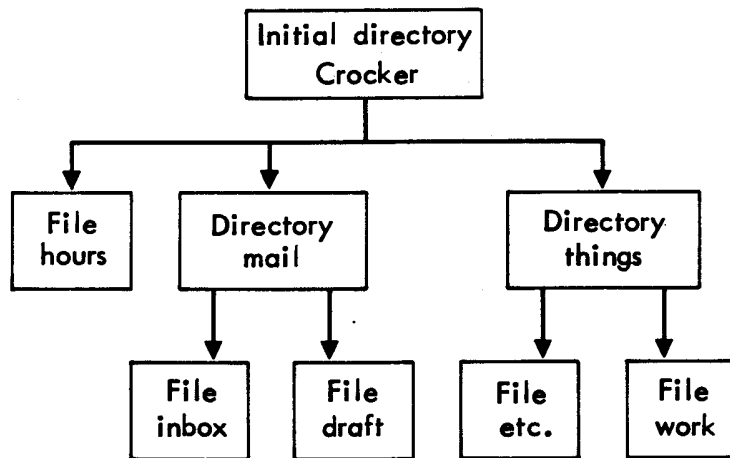 Initial directory
Crocker
File
hours
Directory
mail
Directory
things
File
inbox
File
draft
File
etc.
File
work